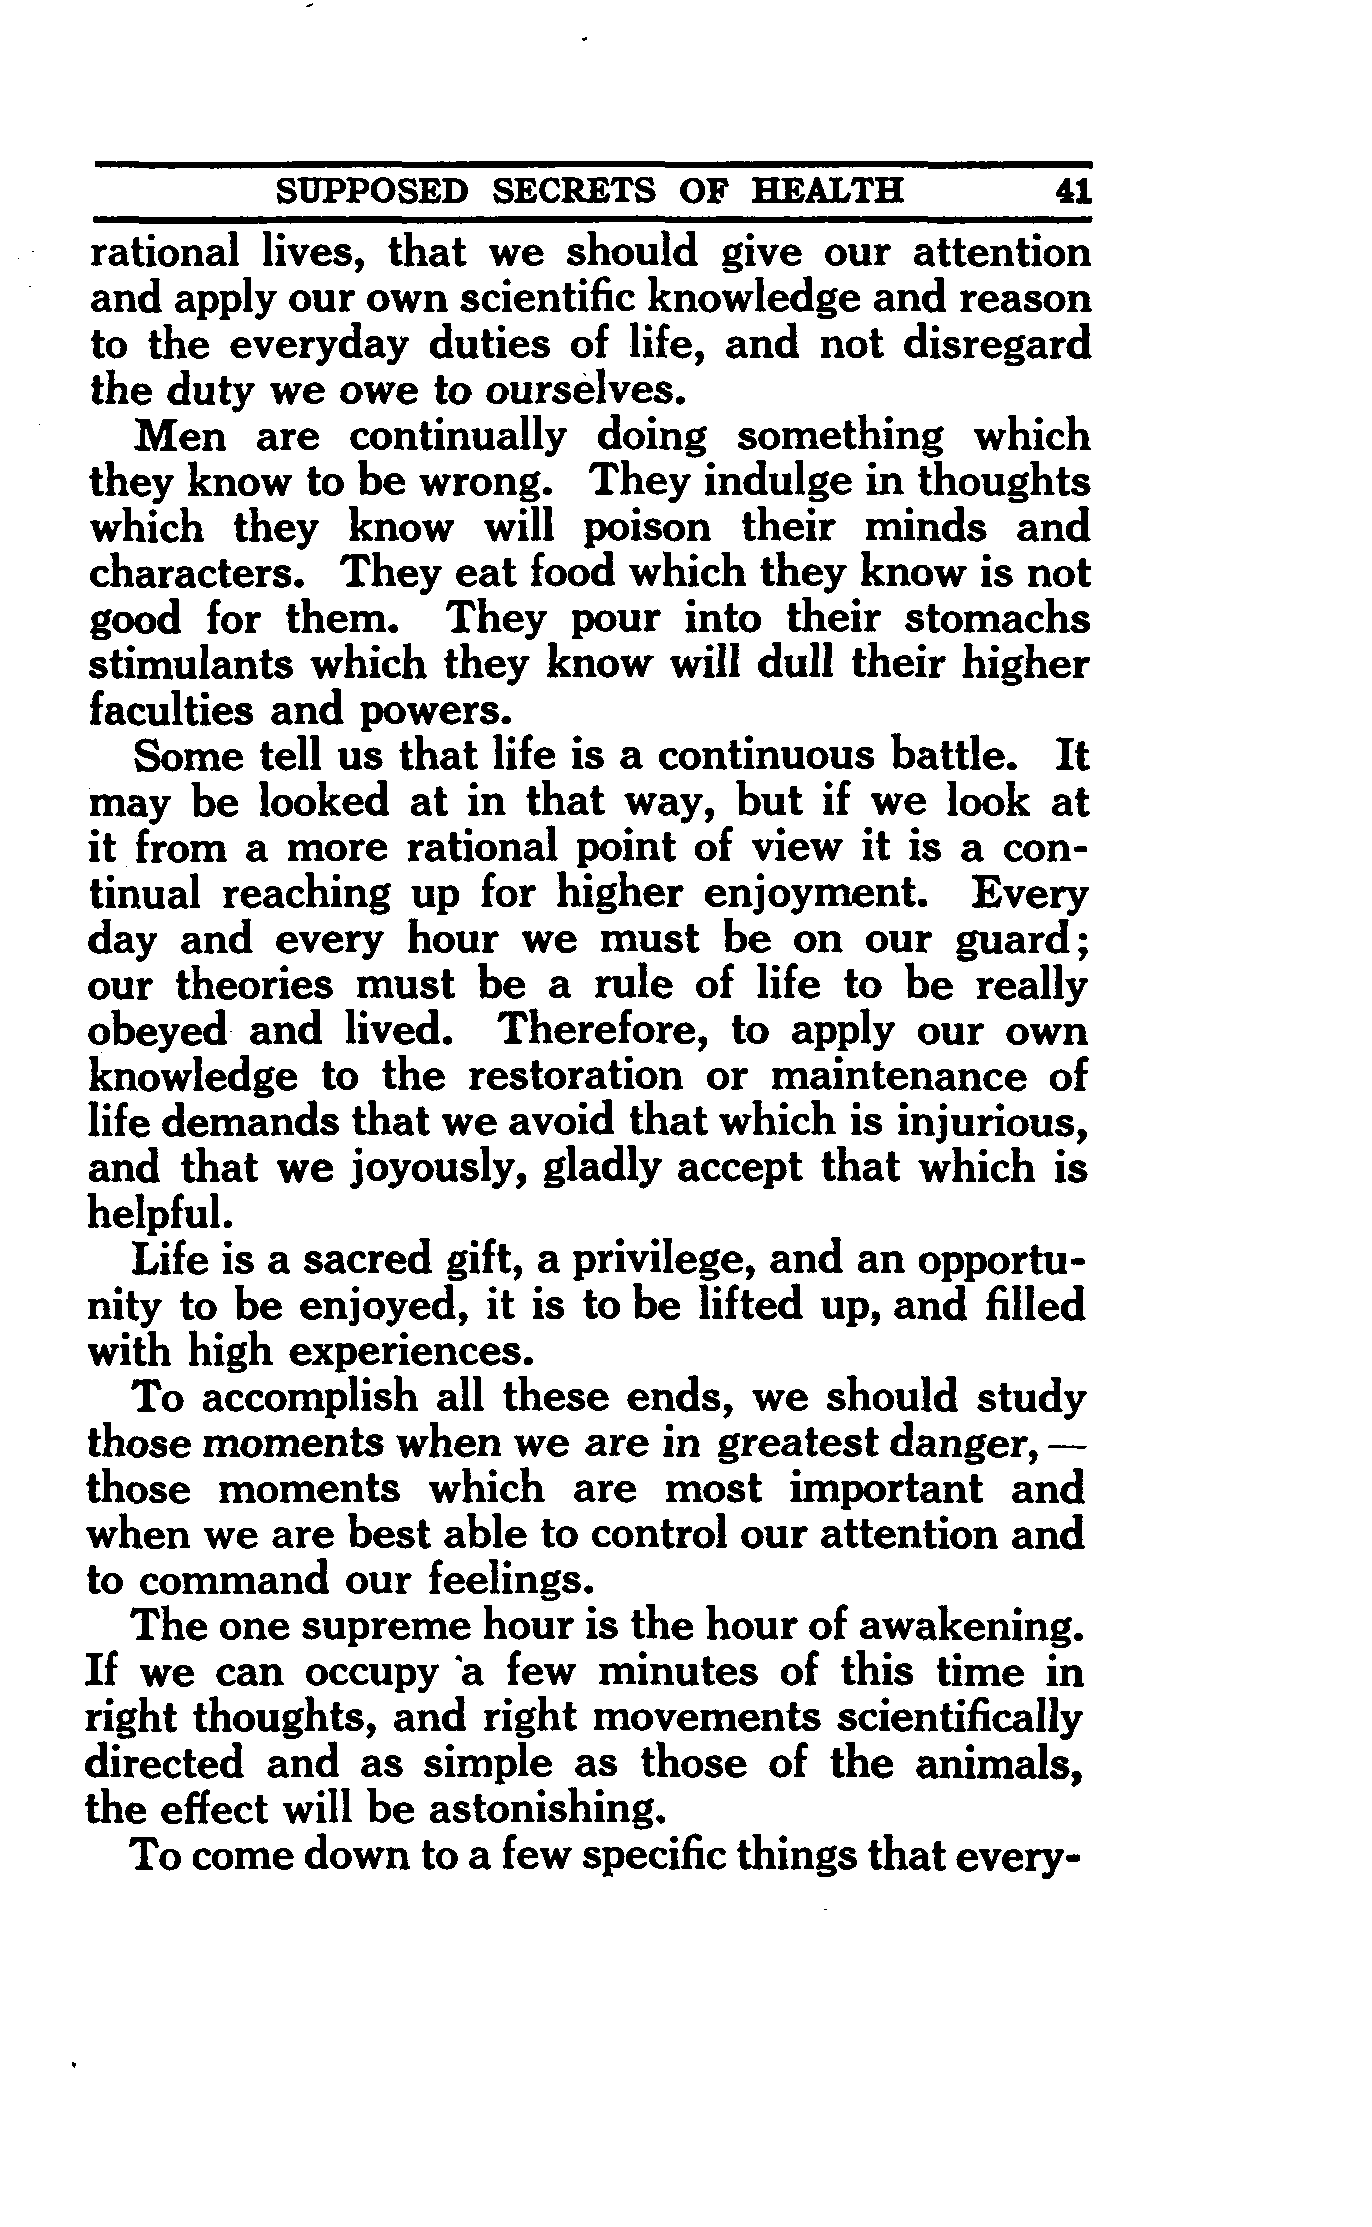 SUPPOSED SECRETS OF HEALTH 41
rational lives, that we should give our attention
and apply our own scientific knowledge and reason
to the everyday duties of life, and not disregard
the duty we owe to ourselves.
Men are continually doing something which
they know to be wrong. They indulge in thoughts
which they know will poison their minds and
characters. They eat food which they know is not
good for them. They pour into their stomachs
stimulants which they know will dull their higher
faculties and powers.
Some tell us that life is a continuous battle. It
may be looked at in that way, but if we look at
it from a more rational point of view it is a con-
tinual reaching up for higher enjoyment. Every
day and every hour we must be on our guard;
our theories must be a rule of life to be really
obeyed and lived. Therefore, to apply our own
knowledge to the restoration or maintenance of
life demands that we avoid that which is injurious,
and that we joyously, gladly accept that which is
helpful.
Life is a sacred gift, a privilege, and an opportu-
nity to be enjoyed, it is to be lifted up, and filled
with high experiences.
To accomplish all these ends, we should study
those moments when we are in greatest danger,—
those moments which are most important and
when we are best able to control our attention and
to command our feelings.
The one supreme hour is the hour of awakening.
If we can occupy a few minutes of this time in
right thoughts, and right movements scientifically
directed and as simple as those of the animals,
the effect will be astonishing.
To come down to a few specific things that every-